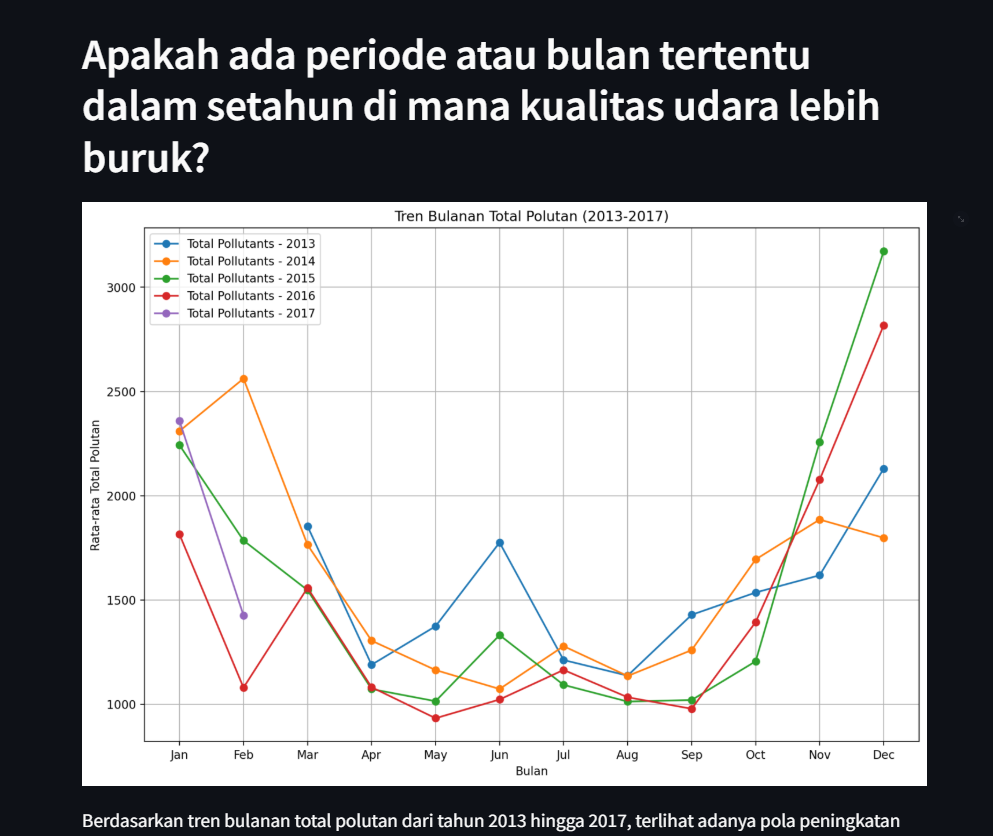 Apakah ada periode atau bulan tertentu
dalam setahun di mana kualitas udara lebih
buruk?
Tren Bulanan Total Polutan (2013-2017)
Total Pollutants - 2013
Total Pollutants - 2014
Total Pollutants - 2015
Total Pollutants - 2016
Total Pollutants - 2017
Rata-rata Total Polutan
3000
2500
2000
1500
1000
Jan Feb Mar Apr May Jun Jul Aug Sep Oct Nov Dec
Bulan
Berdasarkan tren bulanan total polutan dari tahun 2013 hingga 2017, terlihat adanya pola peningkatan